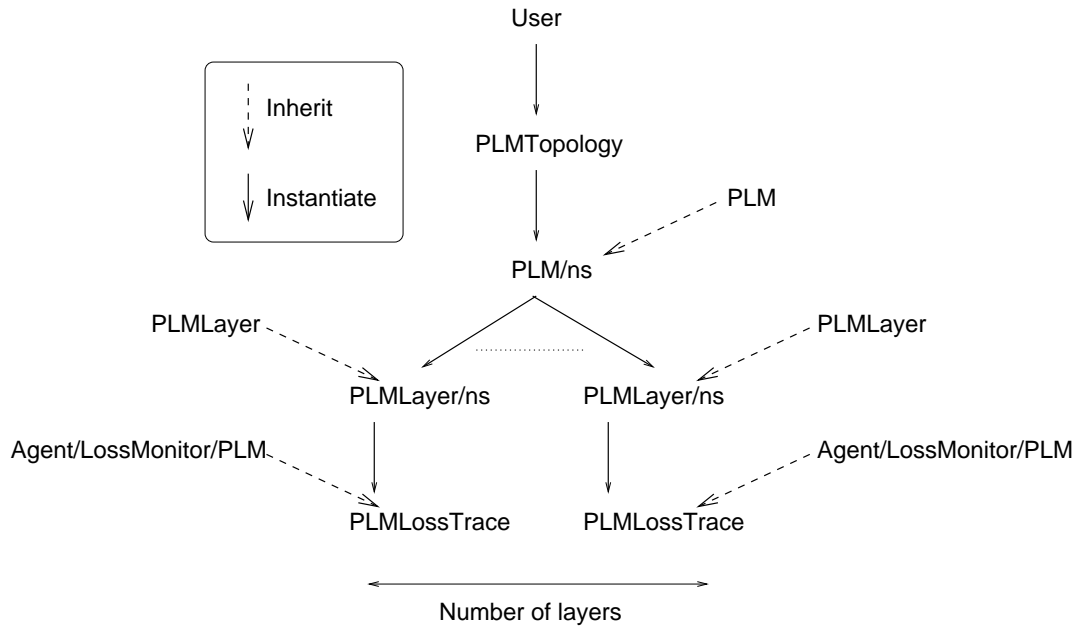 User
Inherit
PLMTopology
Instantiate
PLM
PLM/ns
PLMLayer
PLMLayer
PLMLayer/ns
PLMLayer/ns
Agent/LossMonitor/PLM
Agent/LossMonitor/PLM
PLMLossTrace
PLMLossTrace
Number of layers